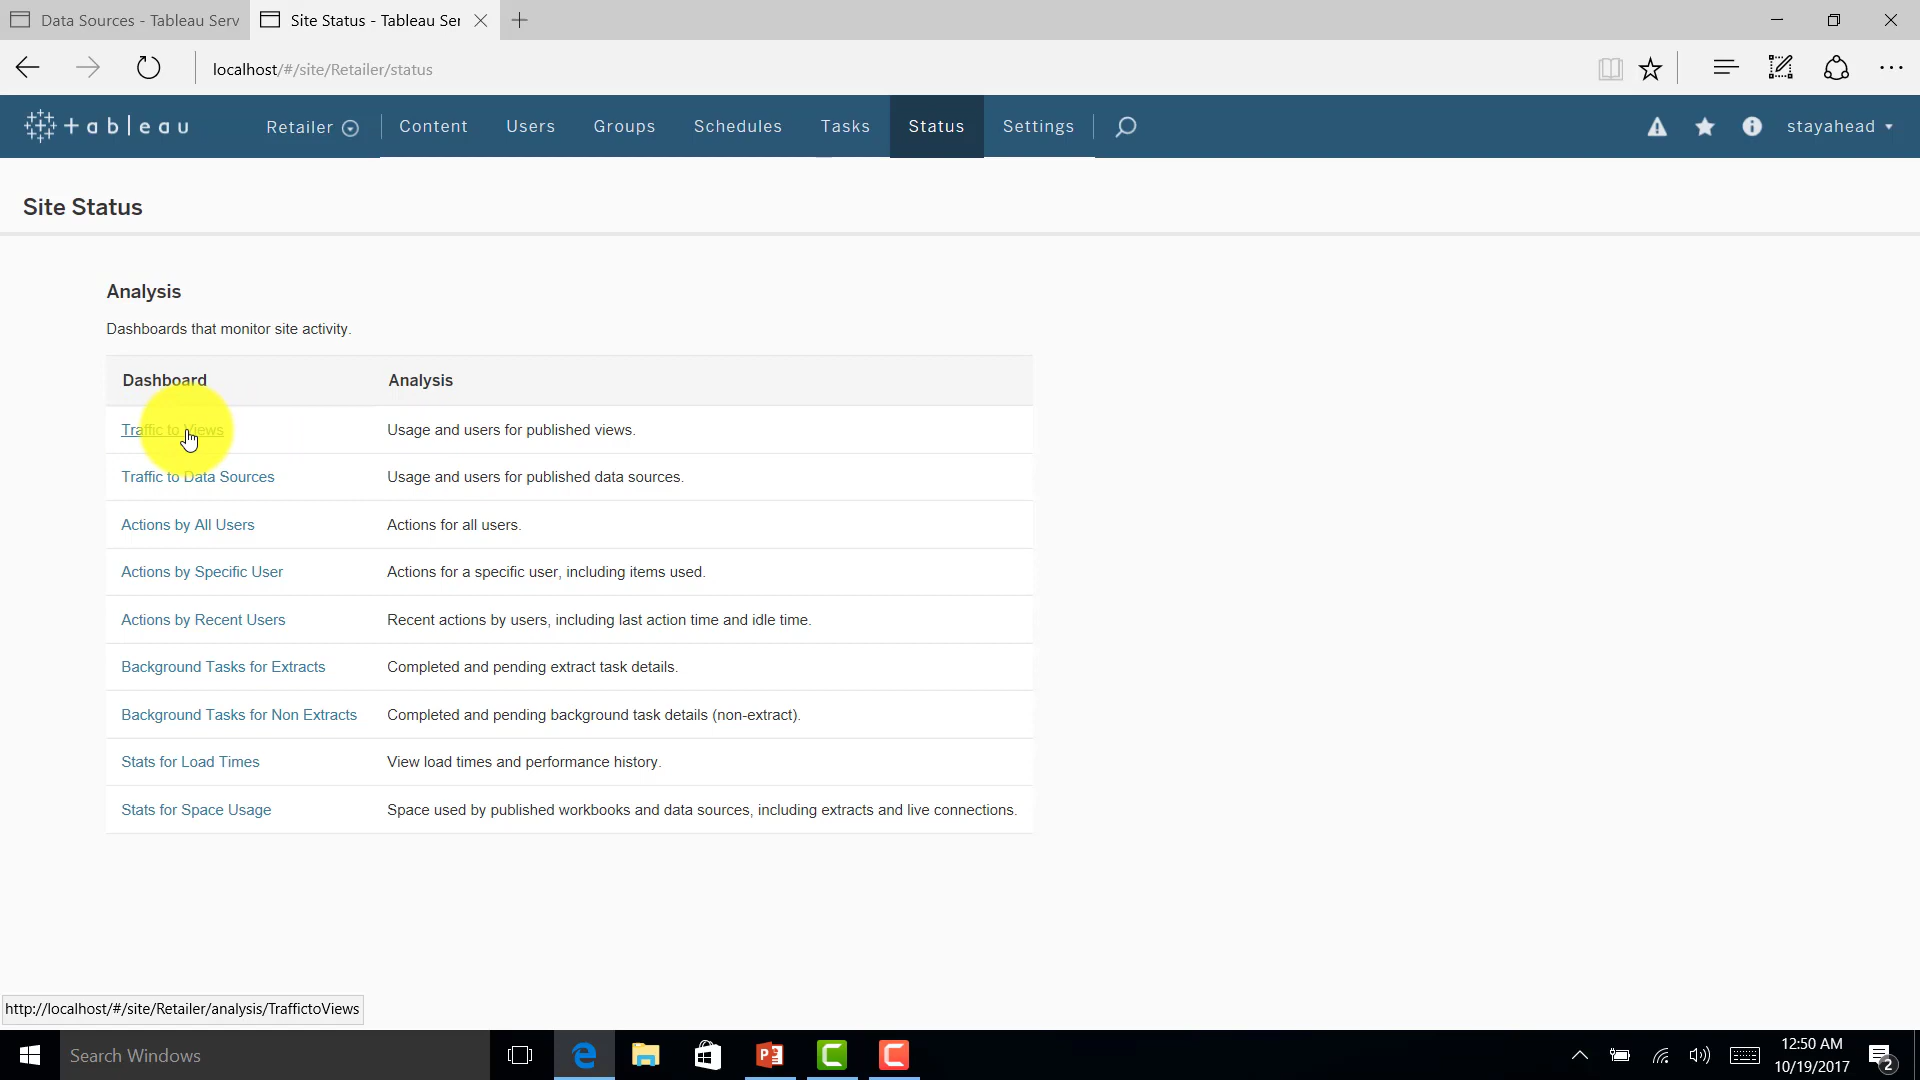 Data Sources - Tableau Serv
Site Status - Tableau Ser
localhost/#/site/Retailer/status
tableau
Retailer
Content
Users
Groups
Schedules
Tasks
Status
Settings
stayahead
Site Status
Analysis
Dashboards that monitor site activity.
Dashboard Analysis
Traffic to Views Usage and users for published views.
Traffic to Data Sources Usage and users for published data sources.
Actions by All Users Actions for all users.
Actions by Specific User Actions for a specific user, including items used.
Actions by Recent Users Recent actions by users, including last action time and idle time.
Background Tasks for Extracts Completed and pending extract task details.
Background Tasks for Non Extracts Completed and pending background task details (non-extract).
Stats for Load Times View load times and performance history.
Stats for Space Usage Space used by published workbooks and data sources, including extracts and live connections.
http://localhost/#/site/Retailer/analysis/TraffictoViews
Search Windows
12:50 AM
10/19/2017
2